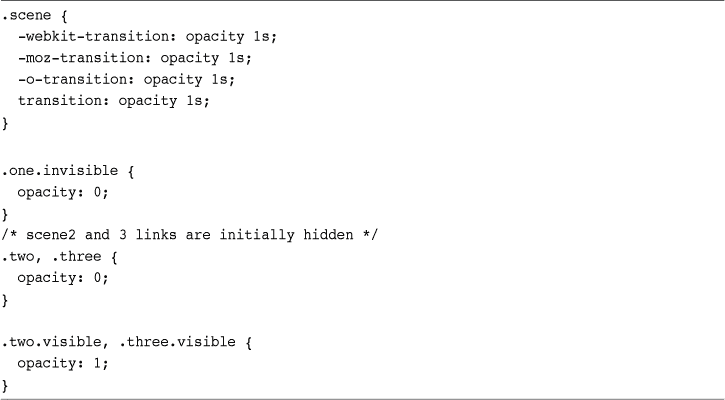 .scene {
  -webkit-transition: opacity 1s;
  -moz-transition: opacity 1s;
  -o-transition: opacity 1s;
  transition: opacity 1s;
}

.one.invisible {
  opacity: 0;
}
/* scene2 and 3 links are initially hidden */
.two, .three {
  opacity: 0;
}

.two.visible, .three.visible {
  opacity: 1;
}